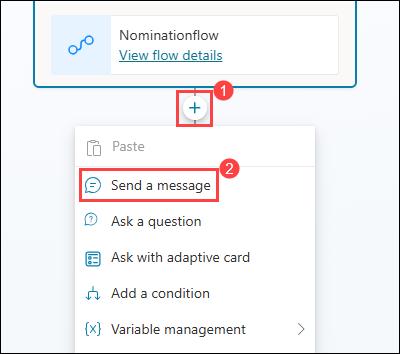 Nominationflow
View flow details
1
Paste
Send a message
2
Ask a question
Ask with adaptive card
Add a condition
{x} Variable management